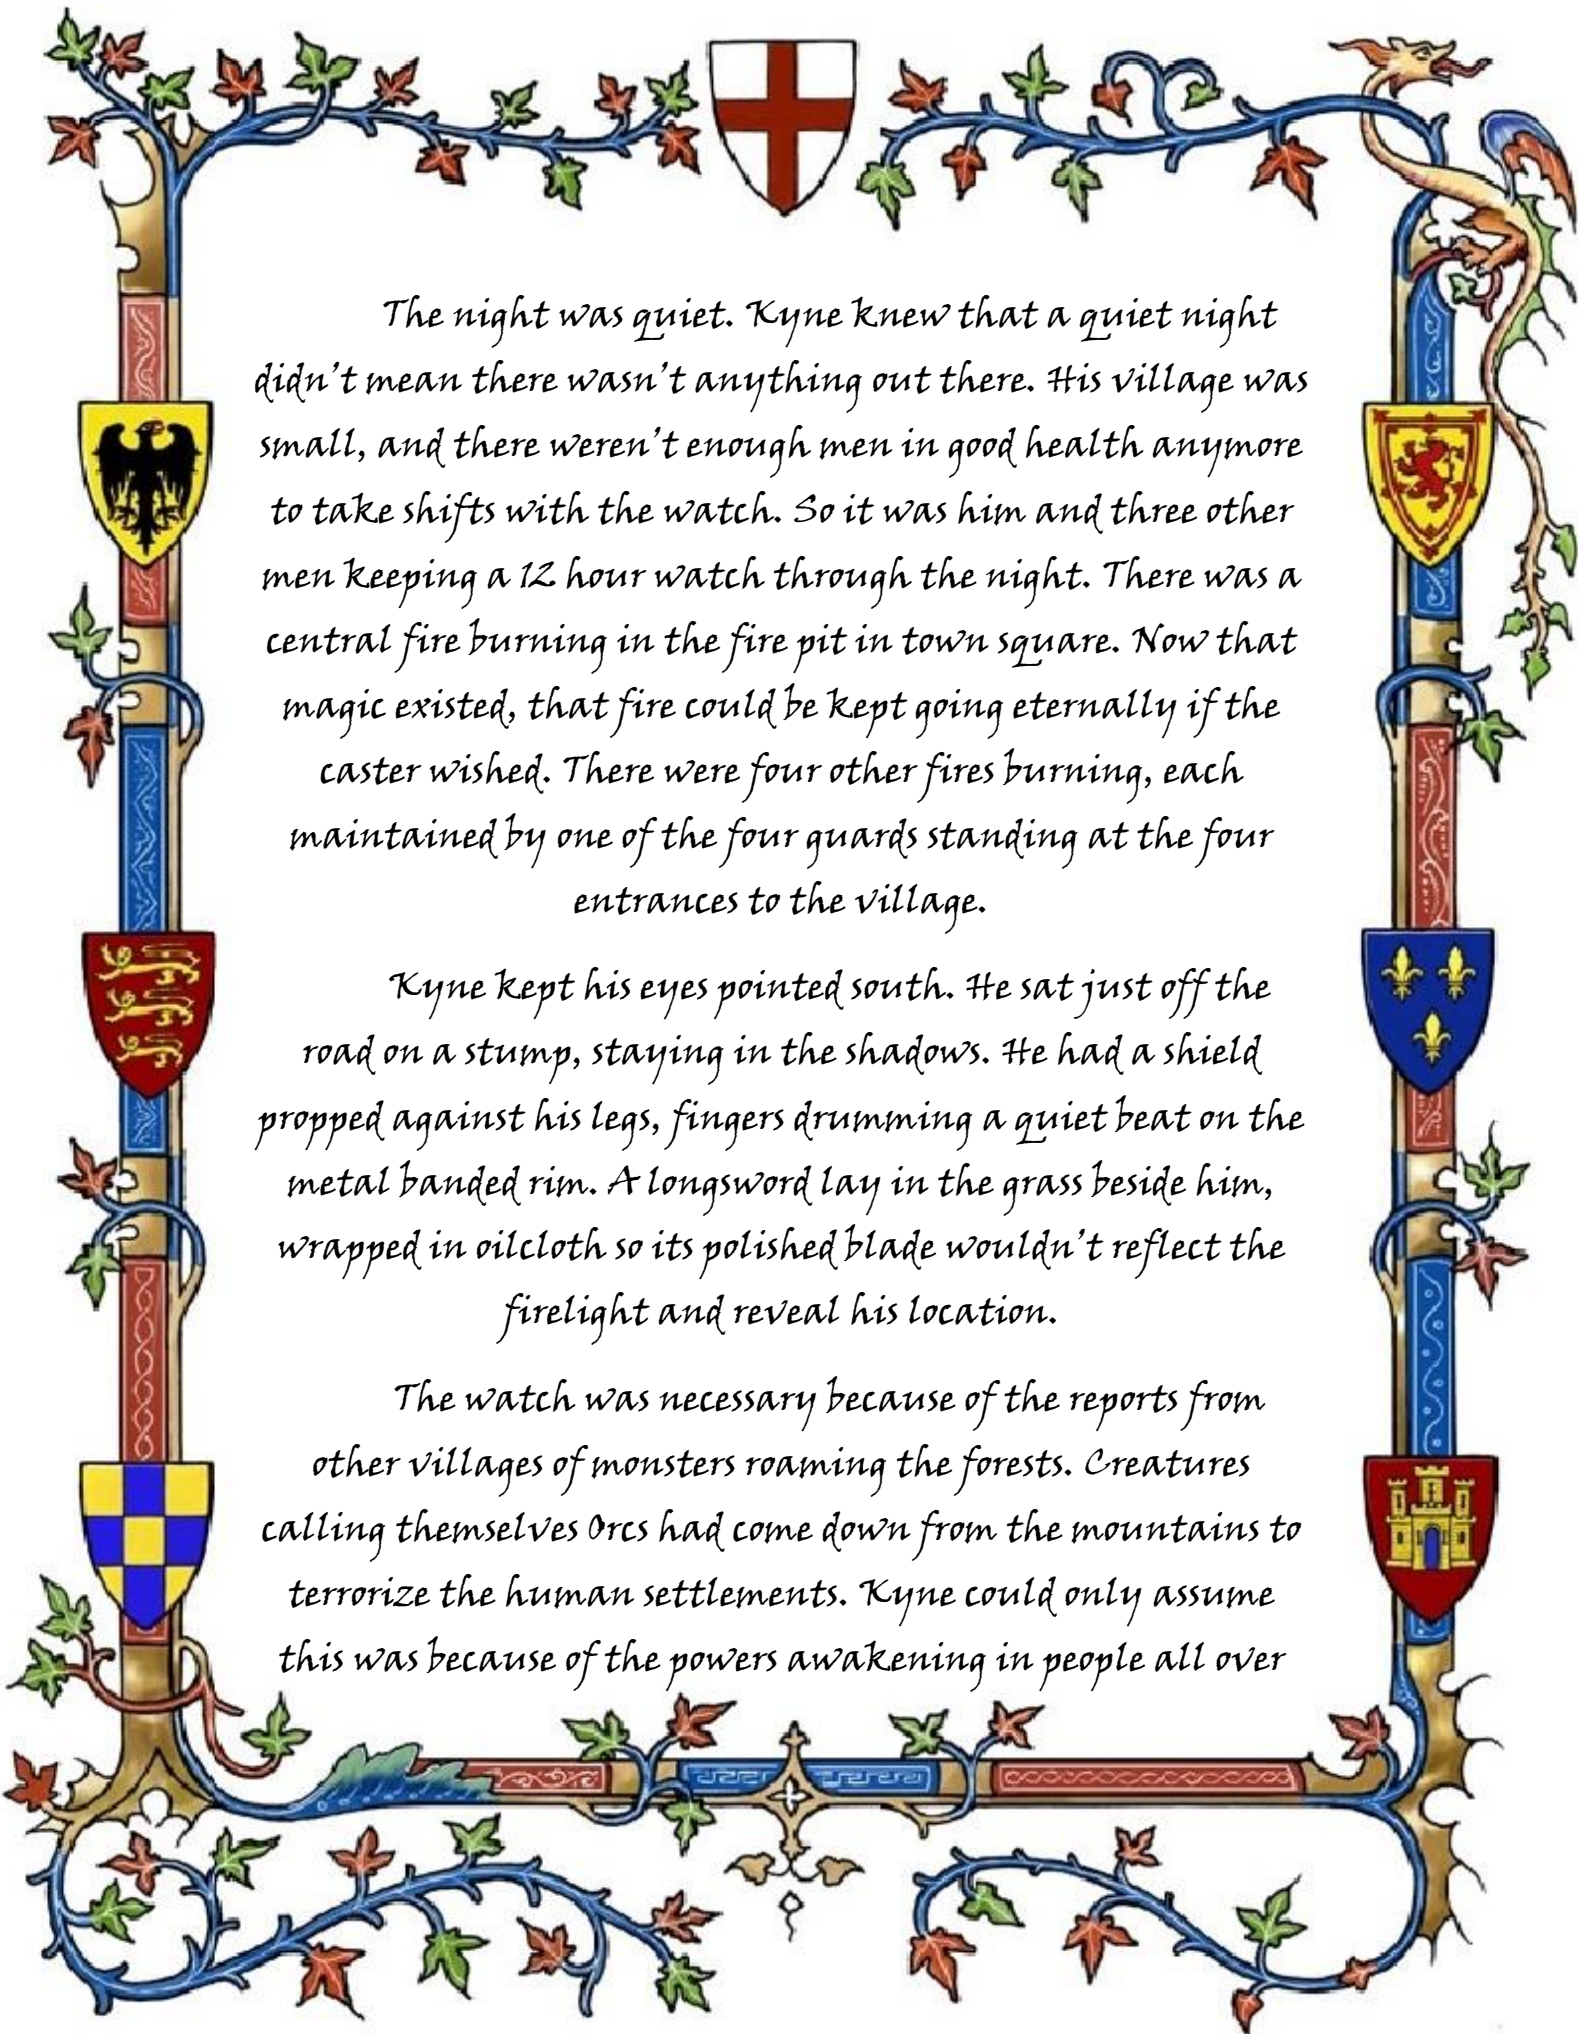 The night was quiet. Kyne knew that a quiet night
didn't mean there wasn't anything out there. His village was
small, and there weren't enough men in good health anymore
to take shifts with the watch. So it was him and three other
men keeping a 12 hour watch through the night. There was a
central fire burning in the fire pit in town square. Now that
magic existed, that fire could be kept going eternally if the
caster wished. There were four other fires burning, each
maintained by one of the four guards standing at the four
entrances to the village.
Kyne kept his eyes pointed south. He sat just off the
road on a stump, staying in the shadows. He had a shield
propped against his legs, fingers drumming a quiet beat on the
metal banded rim. A longsword lay in the grass beside him,
wrapped in oilcloth so its polished blade wouldn't reflect the
firelight and reveal his location.
The watch was necessary because of the reports from
other villages of monsters roaming the forests. Creatures
calling themselves Orcs had come down from the mountains to
terrorize the human settlements. Kyne could only assume
this was because of the powers awakening in people all over